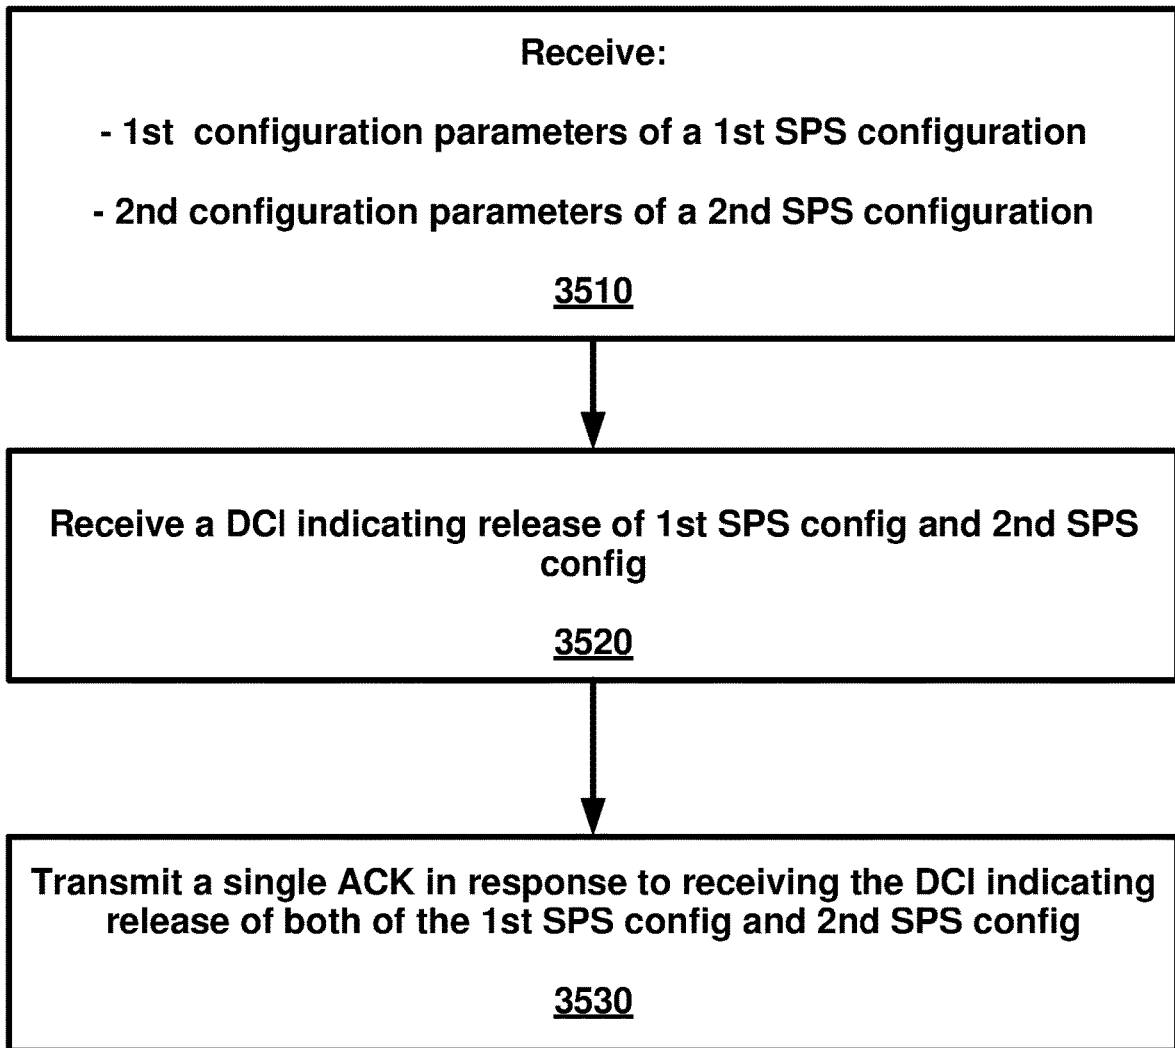 Receive:
- 1st configuration parameters of a 1st SPS configuration
- 2nd configuration parameters of a 2nd SPS configuration
3510
Receive a DCI indicating release of 1st SPS config and 2nd SPS
config
3520
Transmit a single ACK in response to receiving the DCI indicating
release of both of the 1st SPS config and 2nd SPS config
3530